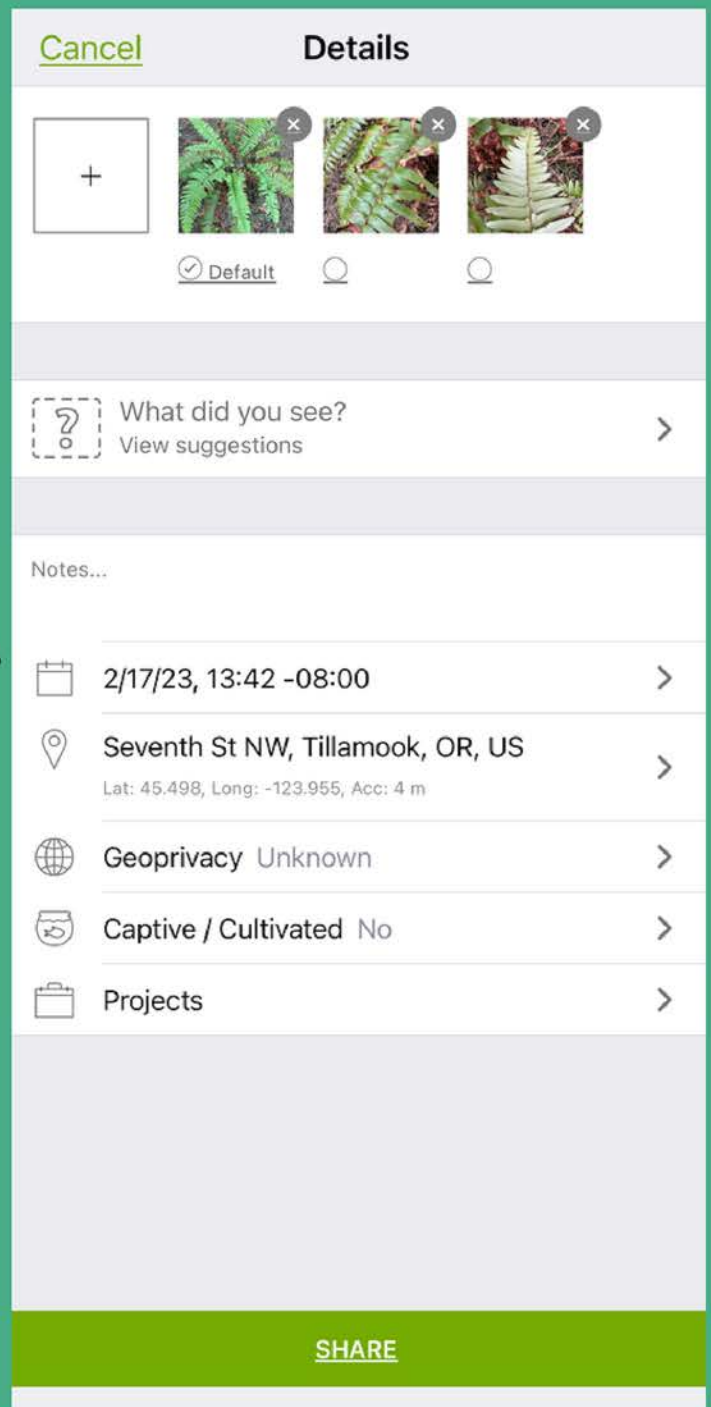 Cancel
Details
+
Default
What did you see?
View suggestions
Notes...
2/17/23, 13:42 -08:00
Seventh St NW, Tillamook, OR, US
Lat: 45.498, Long: -123.955, Acc: 4 m
Geoprivacy Unknown
Captive / Cultivated No
Projects
SHARE